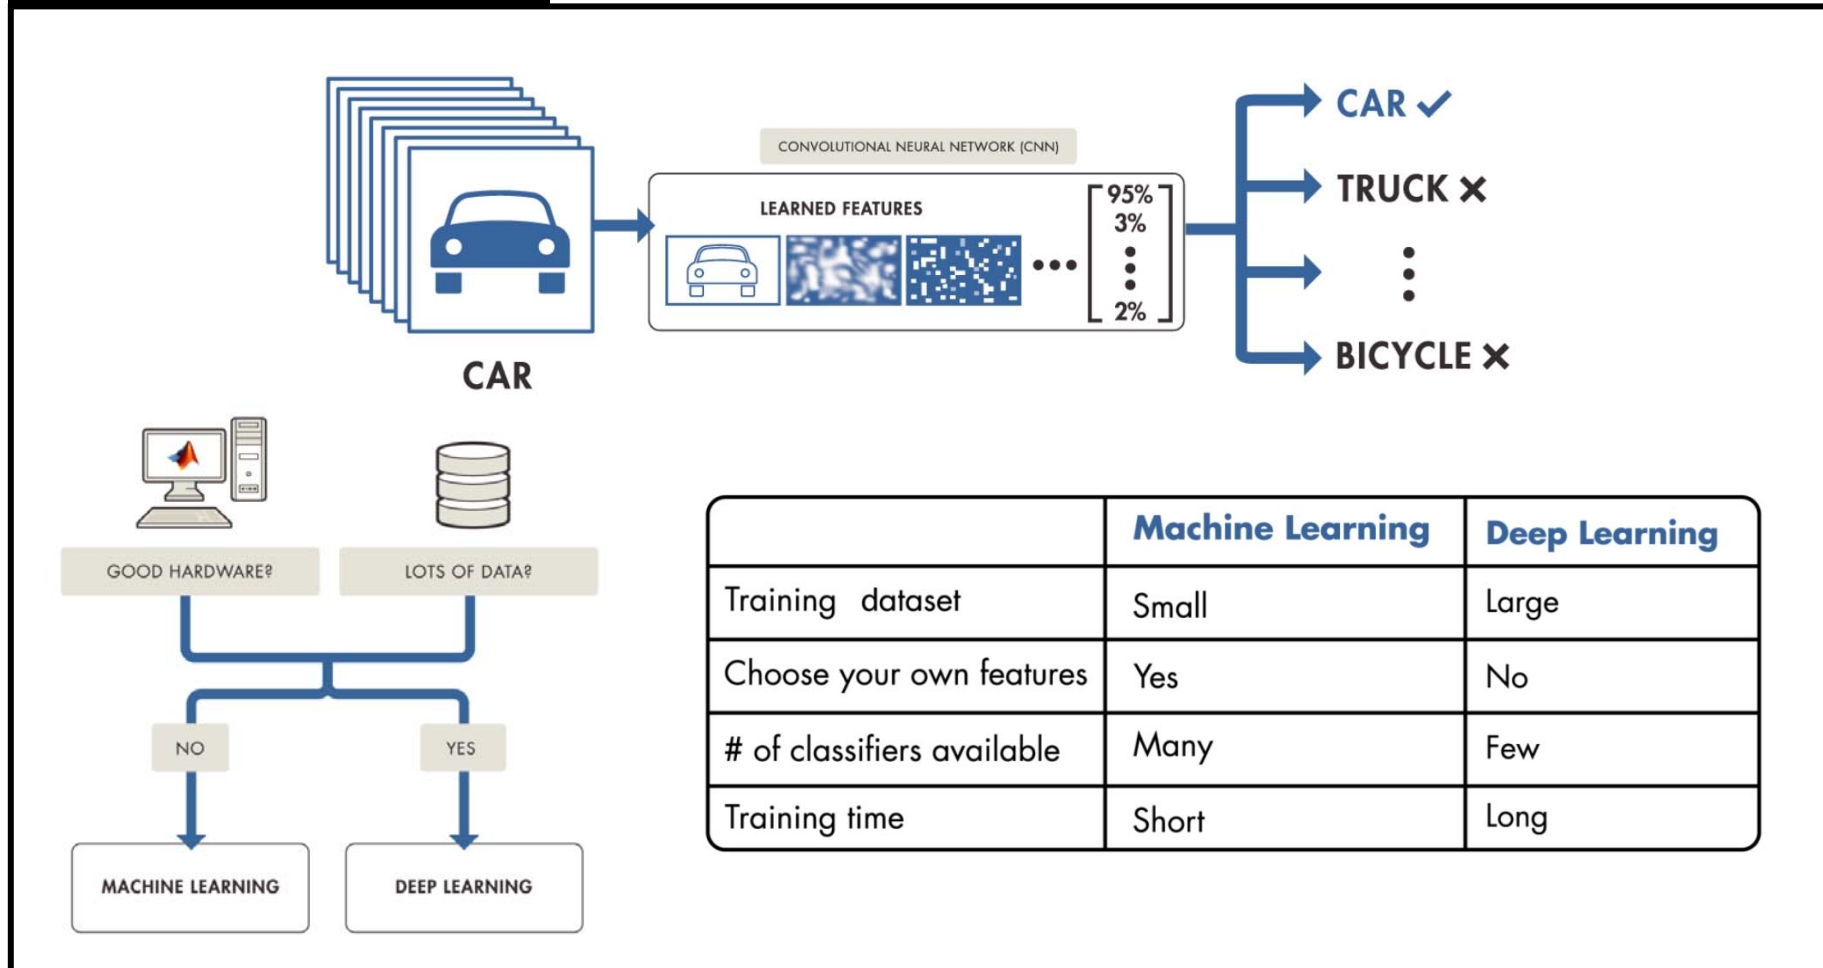 CONVOLUTIONAL NEURAL NETWORK (CNN)
LEARNED FEATURES
95%
3%
2%
CAR
TRUCK
BICYCLE
CAR
GOOD HARDWARE?
LOTS OF DATA?
NO
YES
MACHINE LEARNING
DEEP LEARNING
Machine Learning Deep Learning
Training dataset Small Large
Choose your own features Yes No
# of classifiers available Many Few
Training time Short Long